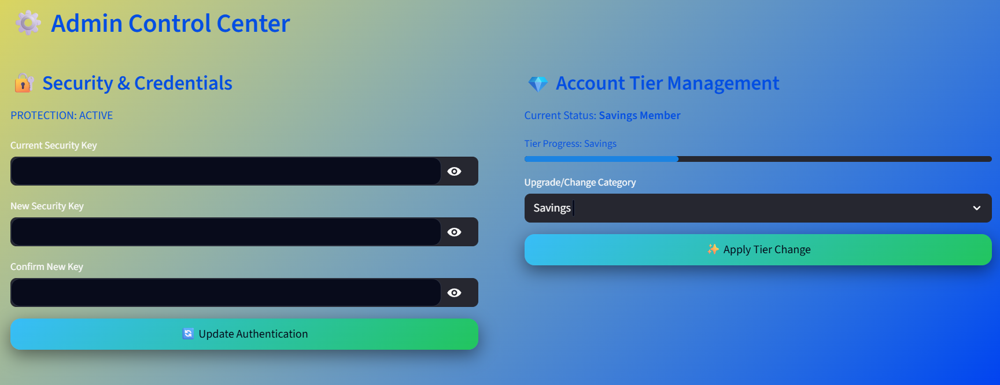 Admin Control Center
Security & Credentials
PROTECTION: ACTIVE
Current Security Key
New Security Key
Confirm New Key
Update Authentication
Account Tier Management
Current Status: Savings Member
Tier Progress: Savings
Upgrade/Change Category
Savings
Apply Tier Change